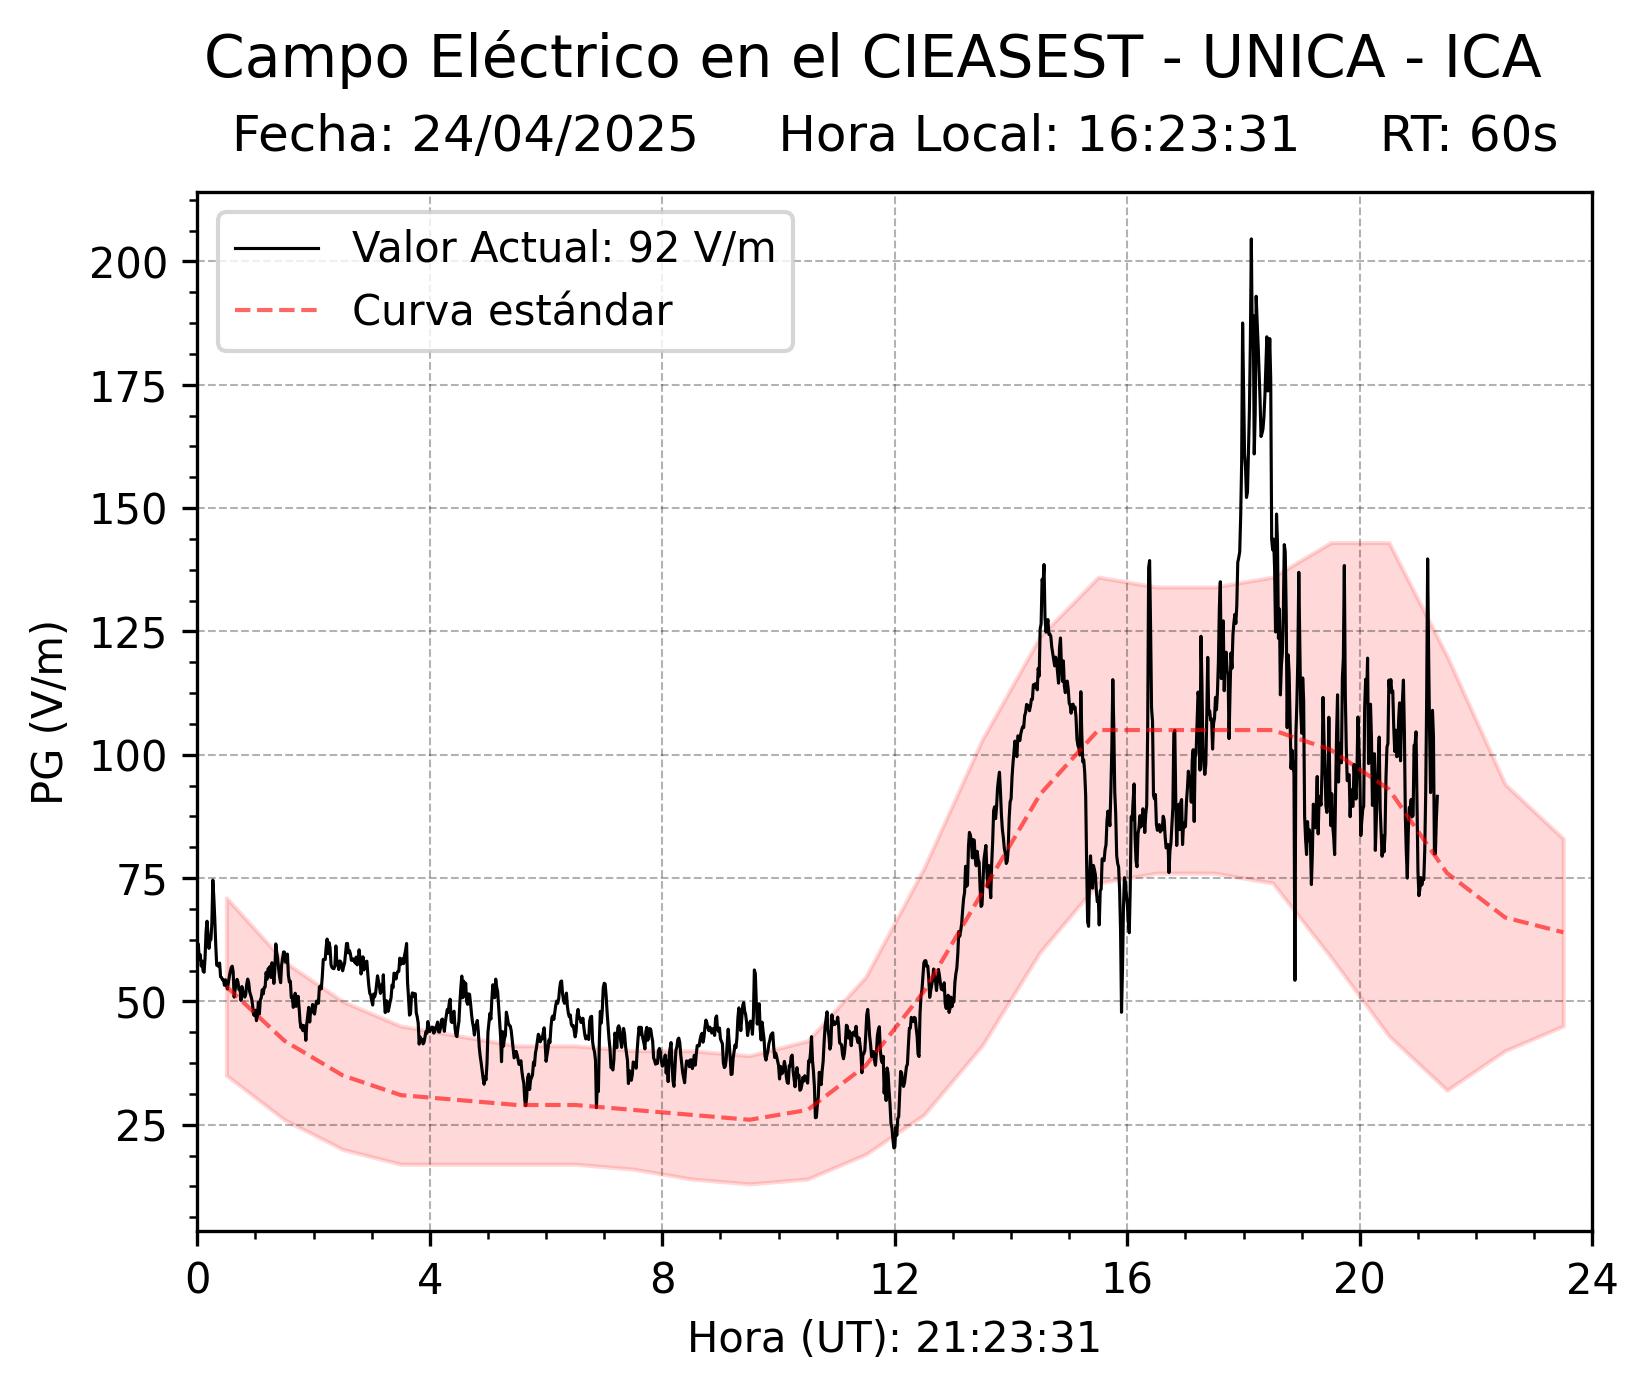 Campo Eléctrico en el CIEASEST - UNICA - ICA
Fecha: 24/04/2025 Hora Local: 16:23:31 RT: 60s
Valor Actual: 92 V/m
Curva estándar
PG (V/m)
200
175
150
125
100
75
50
25
0 4 8 12 16 20 24
Hora (UT): 21:23:31